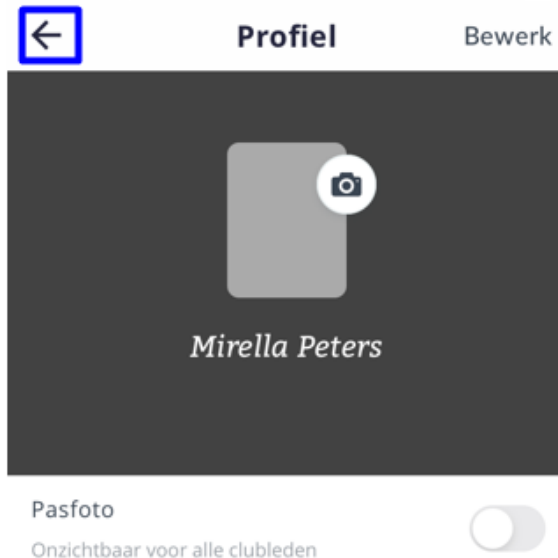 Profiel
Bewerk
Mirella Peters
Pasfoto
Onzichtbaar voor alle clubleden